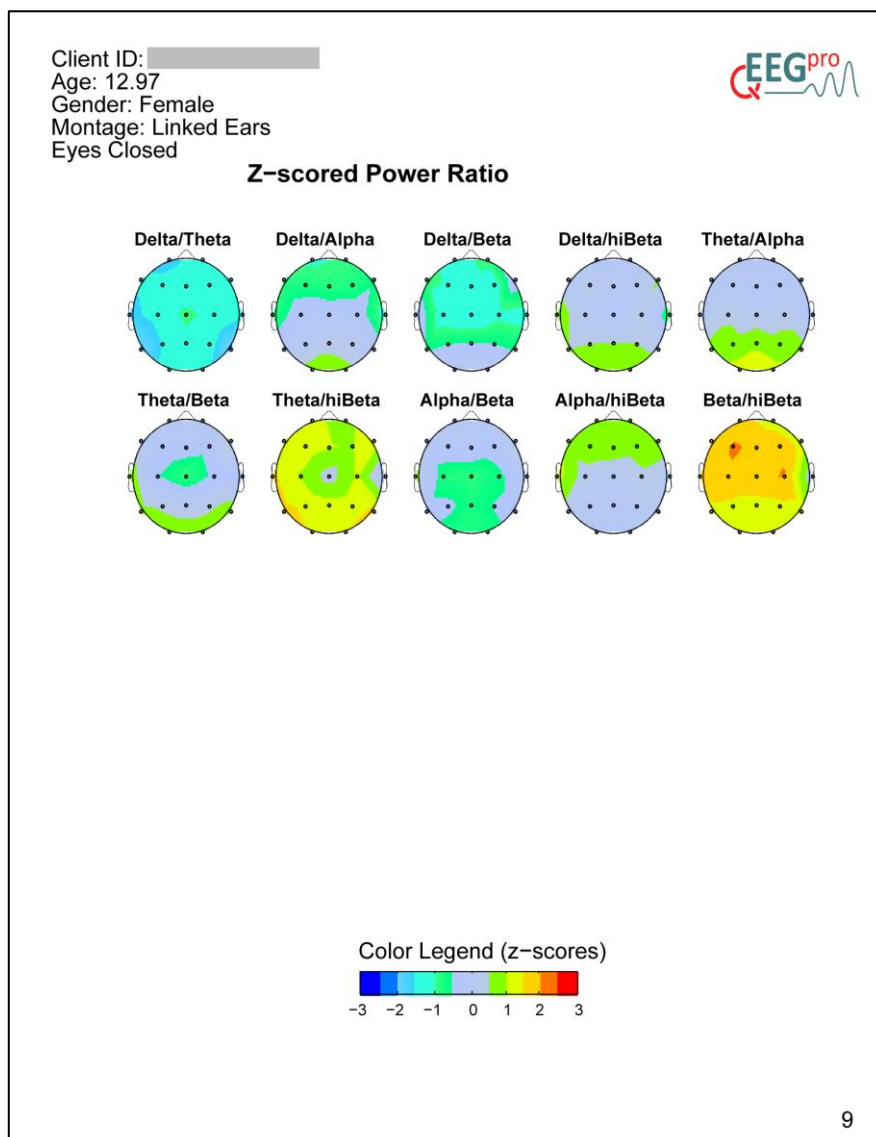 Client ID:
Age: 12.97
Gender: Female
Montage: Linked Ears
Eyes Closed
QEEGpro
Z−scored Power Ratio
Delta/Theta Delta/Alpha Delta/Beta Delta/hiBeta Theta/Alpha
Theta/Beta Theta/hiBeta Alpha/Beta Alpha/hiBeta Beta/hiBeta
Color Legend (z−scores)
−3 −2 −1 0 1 2 3
9